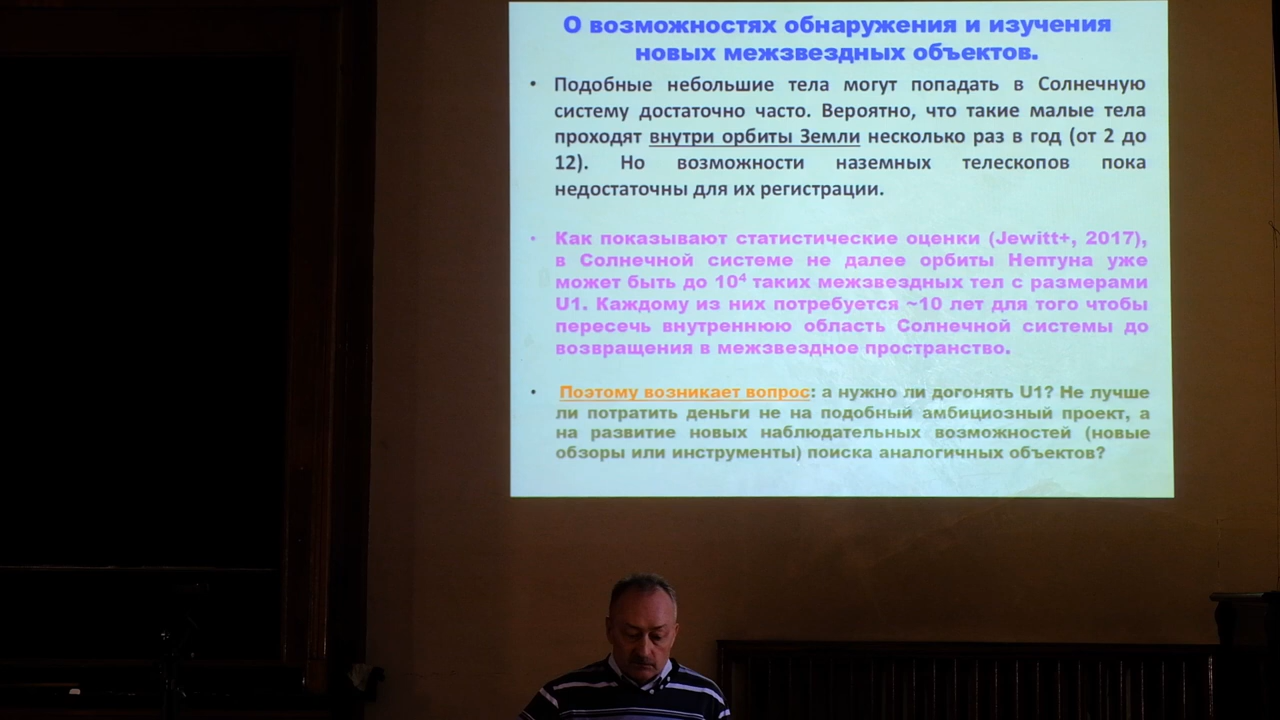 О возможностях обнаружения и изучения
новых межзвездных объектов.
• Подобные небольшие тела могут попадать в Солнечную
систему достаточно часто. Вероятно, что такие малые тела
проходят внутри орбиты Земли несколько раз в год (от 2 до
12). Но возможности наземных телескопов пока
недостаточны для их регистрации.
• Как показывают статистические оценки (Jewitt+, 2017),
в Солнечной системе не далее орбиты Нептуна уже
может быть до 10⁴ таких межзвездных тел с размерами
U1. Каждому из них потребуется ~10 лет для того чтобы
пересечь внутреннюю область Солнечной системы до
возвращения в межзвездное пространство.
• Поэтому возникает вопрос: а нужно ли догонять U1? Не лучше
ли потратить деньги не на подобный амбициозный проект, а
на развитие новых наблюдательных возможностей (новые
обзоры или инструменты) поиска аналогичных объектов?